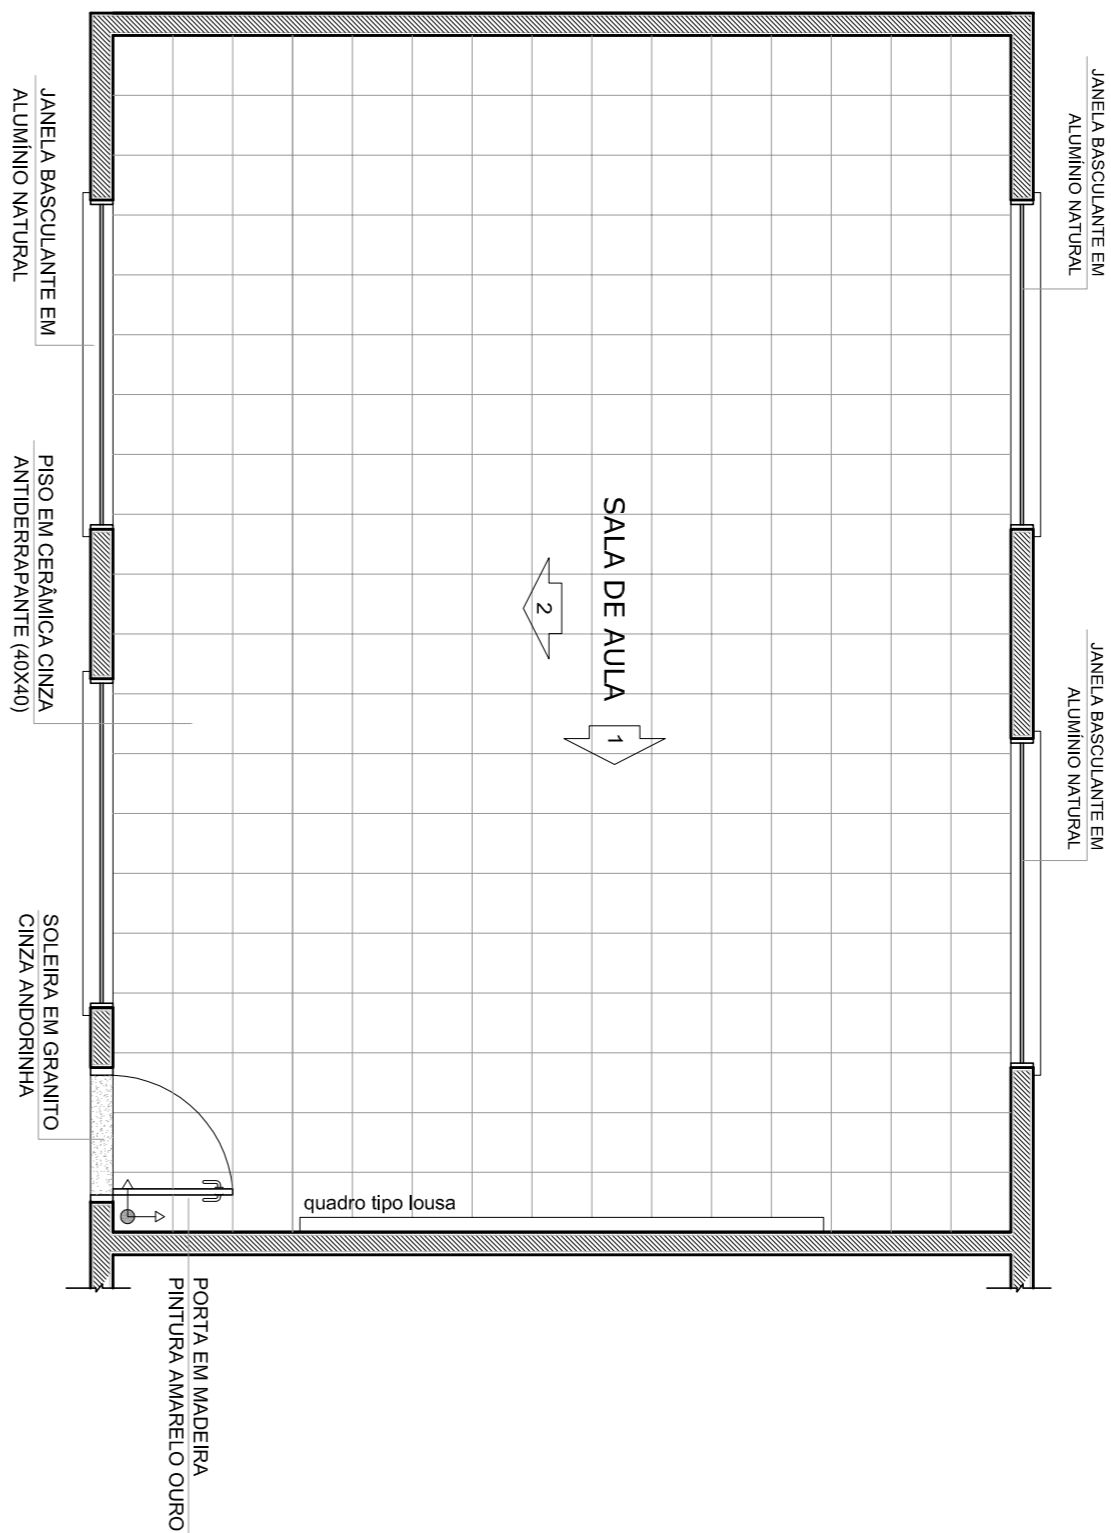 JANELA BASCULANTE EM
ALUMÍNIO NATURAL
JANELA BASCULANTE EM
ALUMÍNIO NATURAL
SALA DE AULA
1
2
JANELA BASCULANTE EM
ALUMÍNIO NATURAL
PISO EM CERÂMICA CINZA
ANTIDERRAPANTE (40X40)
SOLEIRA EM GRANITO
CINZA ANDORINHA
quadro tipo lousa
PORTA EM MADEIRA
PINTURA AMARELO OURO